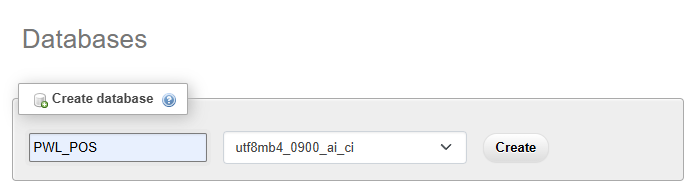 Databases
Create database
PWL_POS utf8mb4_0900_ai_ci Create